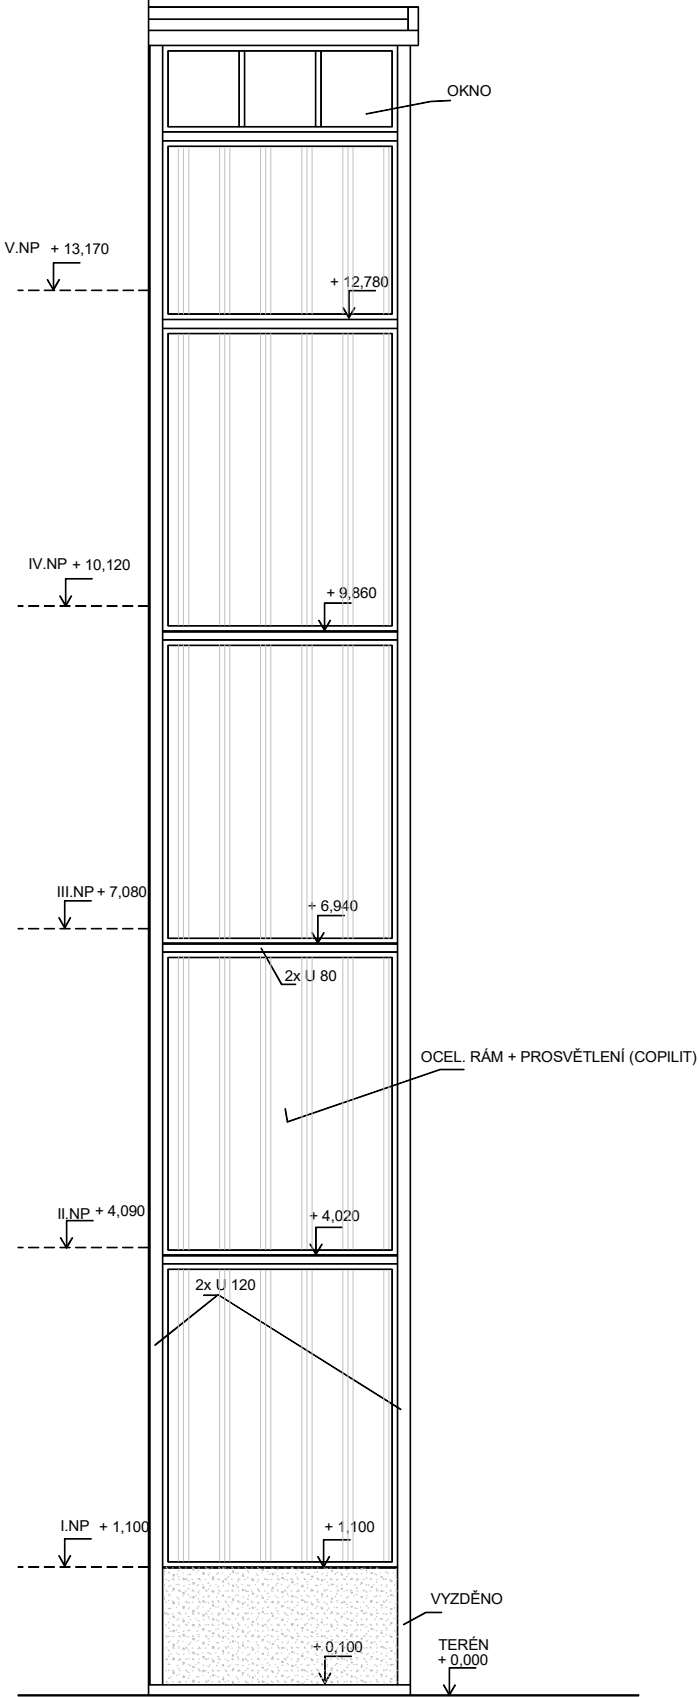 OKNO
V.NP + 13,170
+ 12,780
IV.NP + 10,120
+ 9,860
III.NP + 7,080
+ 6,940
2x U 80
OCEL. RÁM + PROSVĚTLENÍ (COPILIT)
II.NP + 4,090
+ 4,020
2x U 120
I.NP + 1,100
+ 1,100
VYZDĚNO
+ 0,100
TERÉN
+ 0,000